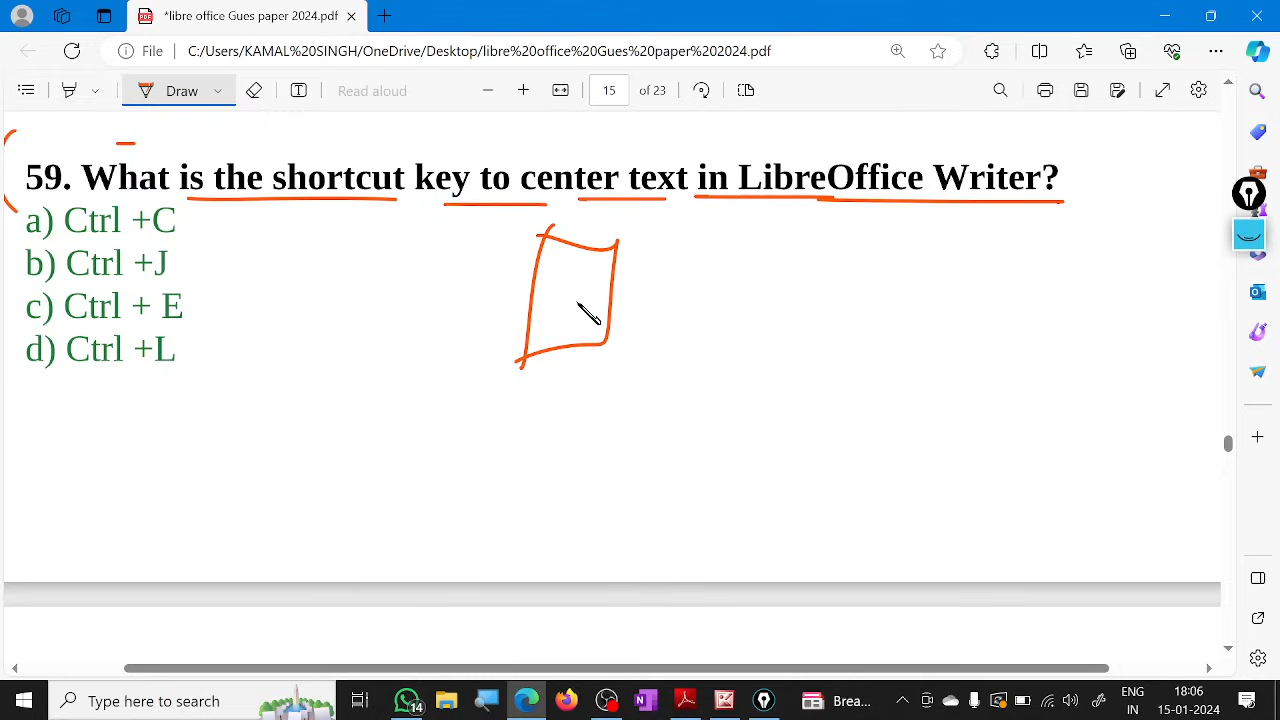 *libre office Gues paper 2024.pdf
File
C:/Users/KAMAL%20SINGH/OneDrive/Desktop/libre%20office%20Gues%20paper%202024.pdf
Draw
Read aloud
15
of 23
59. What is the shortcut key to center text in LibreOffice Writer?
a) Ctrl +C
b) Ctrl +J
c) Ctrl + E
d) Ctrl +L
Type here to search
14
Brea...
ENG
IN
18:06
15-01-2024